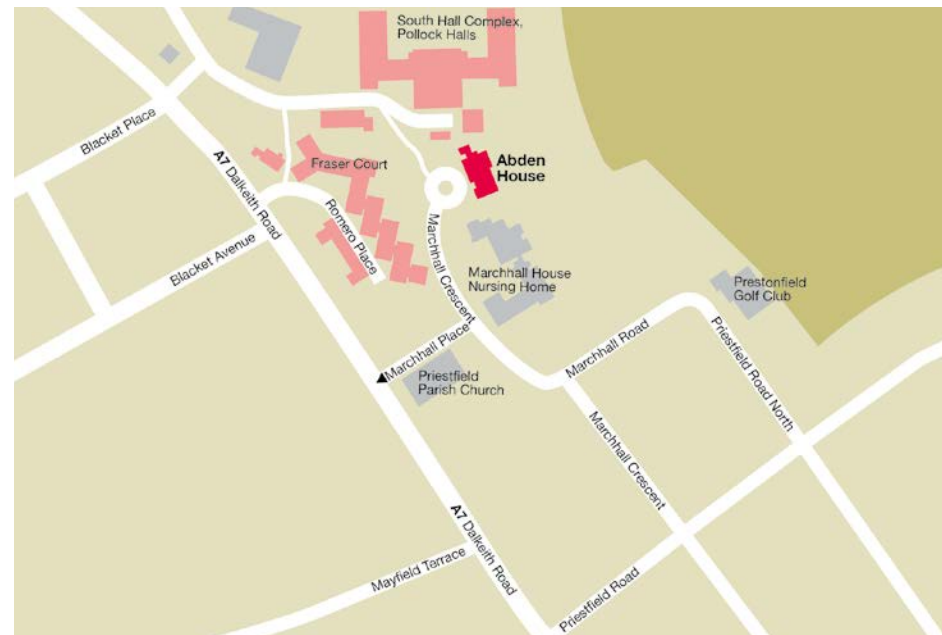 South Hall Complex,
Pollock Halls
Blacket Place
A7 Dalkeith Road
Fraser Court
Abden
House
Romero Place
Marchhall Crescent
Blacket Avenue
Marchhall House
Nursing Home
Prestonfield
Golf Club
Marchhall Place
Marchhall Road
Priestfield Road North
Priestfield
Parish Church
Marchhall Crescent
A7 Dalkeith Road
Mayfield Terrace
Priestfield Road